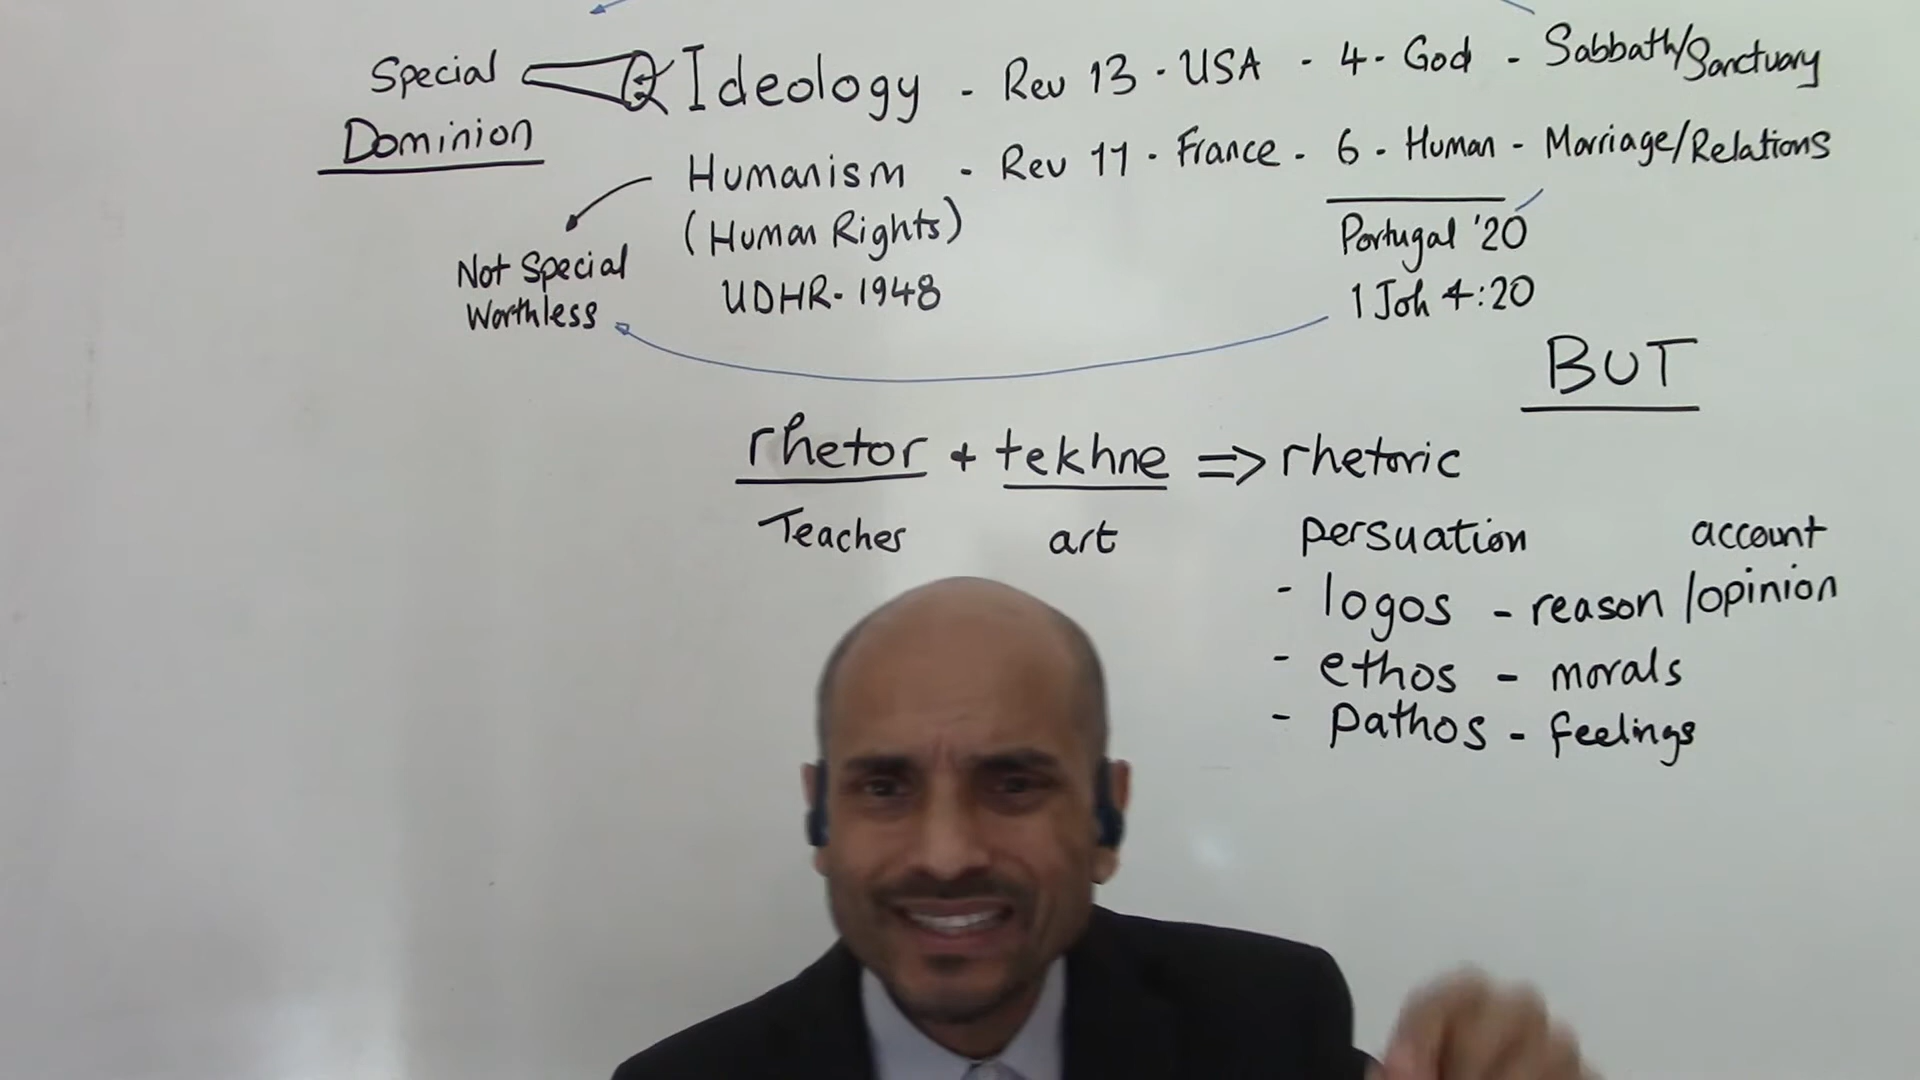 Special Ideology - Rev 13 - USA - 4 - God - Sabbath/Sanctuary
Dominion
Humanism - Rev 11 - France - 6 - Human - Marriage/Relations
(Human Rights) Portugal '20
Not Special
UDHR - 1948 1 Joh 4:20
Worthless
BUT
rhetor + tekhne => rhetoric
Teaches art persuation account
- logos - reason /opinion
- ethos - morals
- pathos - feelings